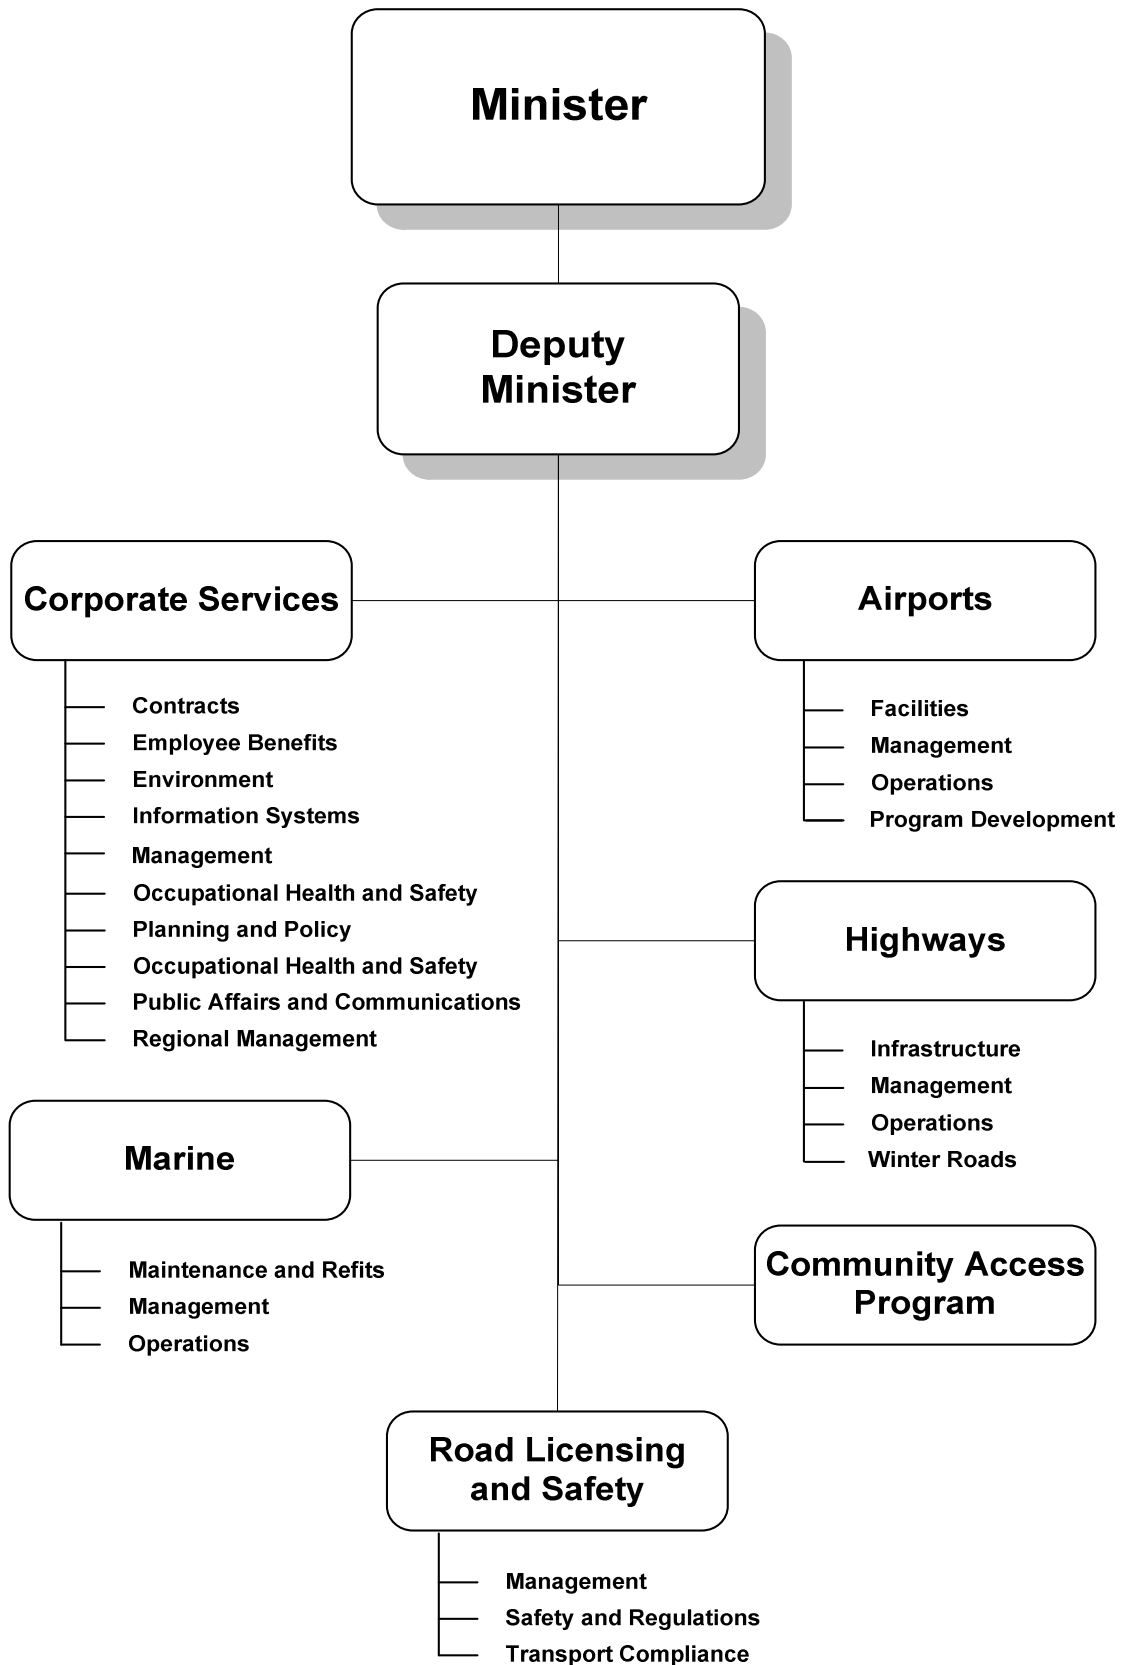 Minister
Deputy
Minister
Corporate Services
Contracts
Employee Benefits
Environment
Information Systems
Management
Occupational Health and Safety
Planning and Policy
Occupational Health and Safety
Public Affairs and Communications
Regional Management
Airports
Facilities
Management
Operations
Program Development
Highways
Infrastructure
Management
Operations
Winter Roads
Marine
Maintenance and Refits
Management
Operations
Community Access
Program
Road Licensing
and Safety
Management
Safety and Regulations
Transport Compliance